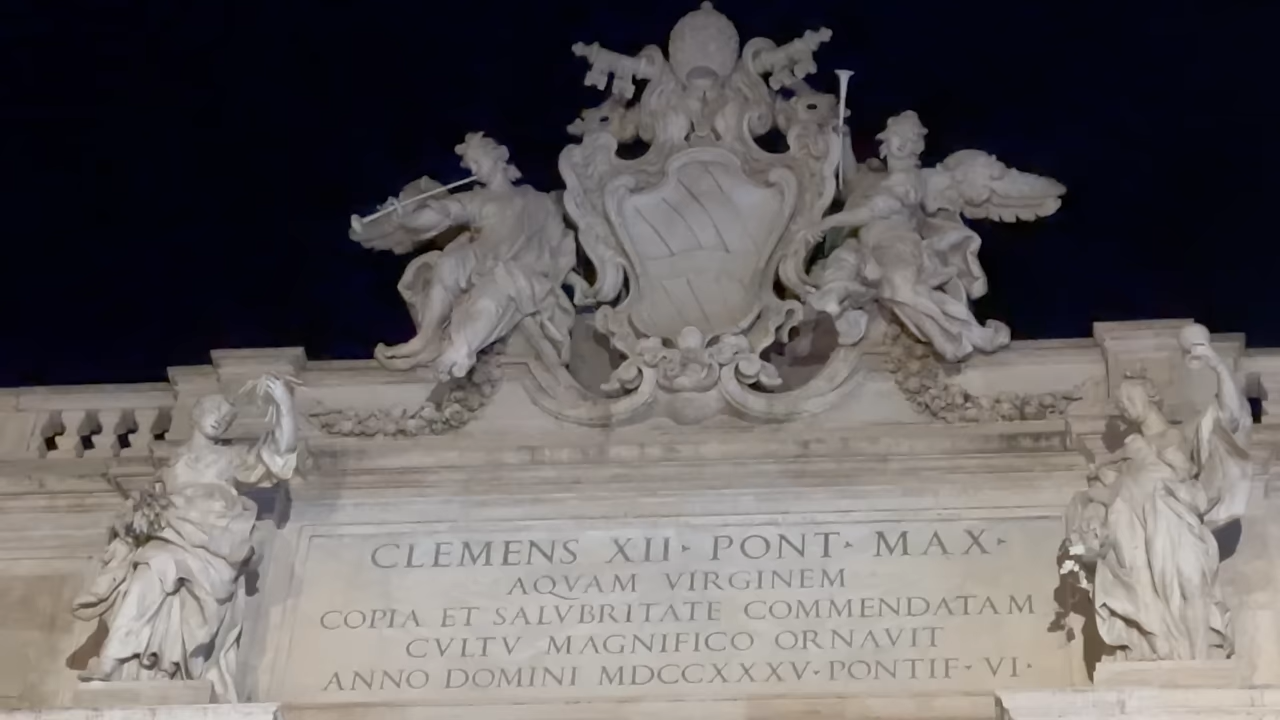 CLEMENS XII · PONT · MAX ·
AQVAM VIRGINEM
COPIA ET SALVBRITATE COMMENDATAM
CVLTV MAGNIFICO ORNAVIT
ANNO DOMINI MDCCXXXV · PONTIF · VI ·